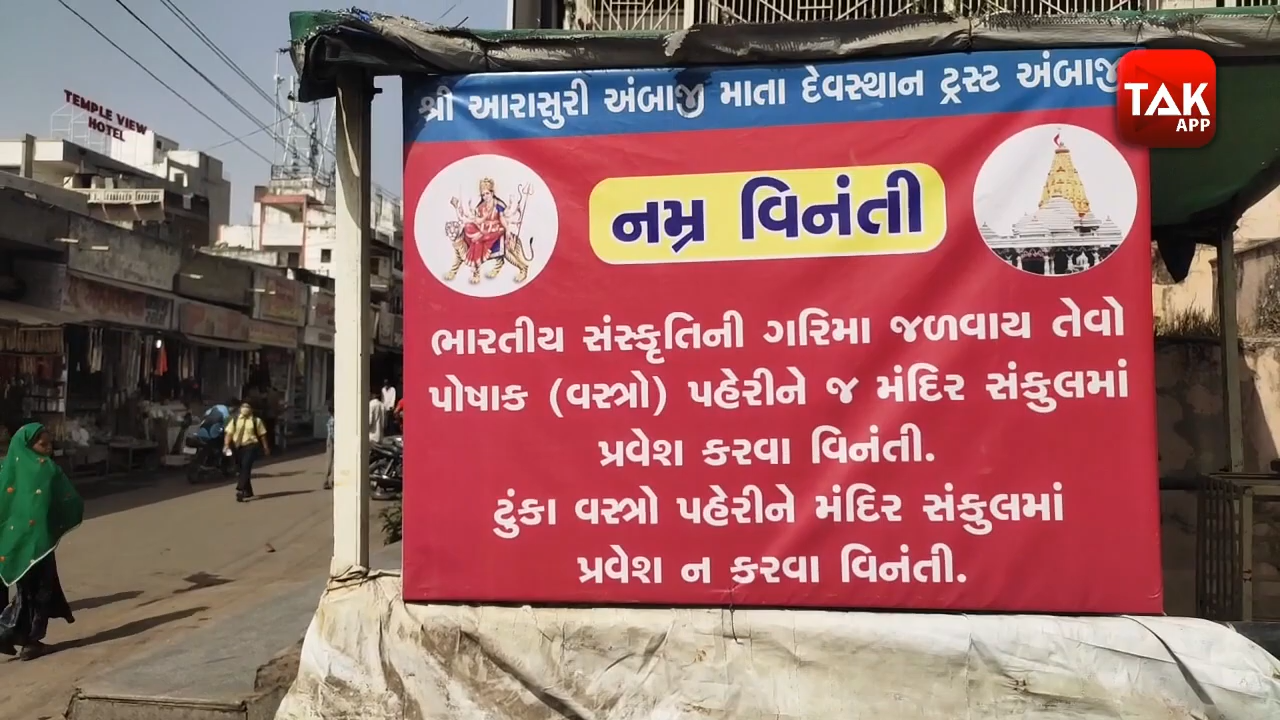 TEMPLE VIEW
HOTEL
શ્રી આરાસુરી અંબાજી માતા દેવસ્થાન ટ્રસ્ટ અંબાજી
TAK
APP
નમ્ર વિનંતી
ભારતીય સંસ્કૃતિની ગરિમા જળવાય તેવો
પોષાક (વસ્ત્રો) પહેરીને જ મંદિર સંકુલમાં
પ્રવેશ કરવા વિનંતી.
ટુંકા વસ્ત્રો પહેરીને મંદિર સંકુલમાં
પ્રવેશ ન કરવા વિનંતી.